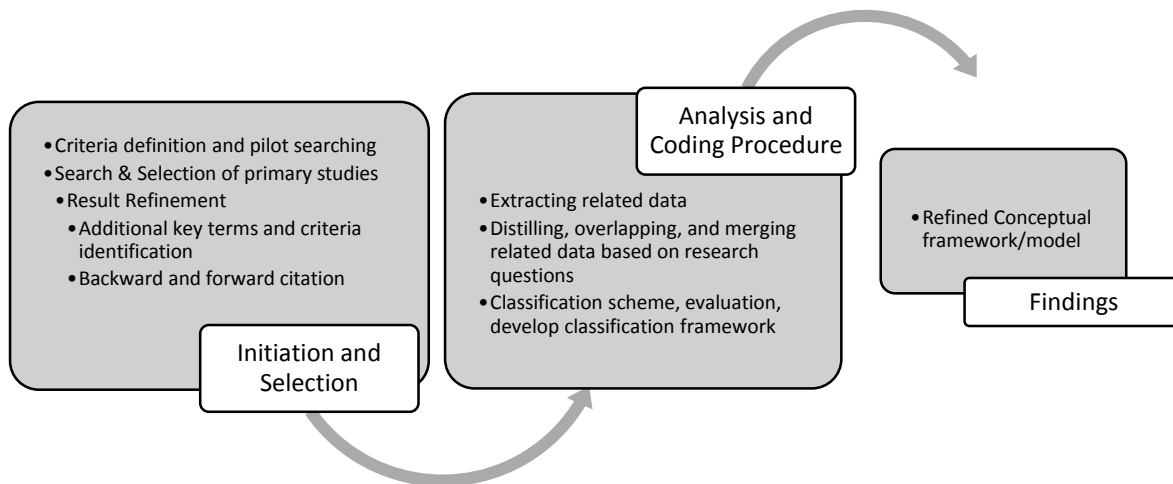 •Criteria definition and pilot searching
•Search & Selection of primary studies
•Result Refinement
•Additional key terms and criteria
identification
•Backward and forward citation
Initiation and
Selection
Analysis and
Coding Procedure
•Extracting related data
•Distilling, overlapping, and merging
related data based on research
questions
•Classification scheme, evaluation,
develop classification framework
•Refined Conceptual
framework/model
Findings